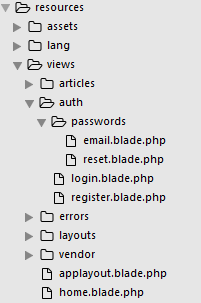 resources
assets
lang
views
articles
auth
passwords
email.blade.php
reset.blade.php
login.blade.php
register.blade.php
errors
layouts
vendor
applayout.blade.php
home.blade.php